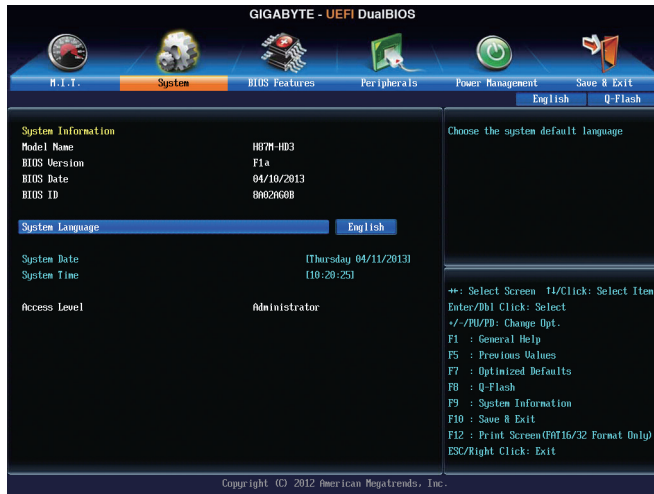 GIGABYTE - UEFI DualBIOS
M.I.T. System BIOS Features Peripherals Power Management Save & Exit
English Q-Flash
System Information
Model Name H87M-HD3
BIOS Version F1a
BIOS Date 04/10/2013
BIOS ID 8A02AG0B
System Language English
System Date [Thursday 04/11/2013]
System Time [10:20:25]
Access Level Administrator
Choose the system default language
→←: Select Screen ↑↓/Click: Select Item
Enter/Dbl Click: Select
+/-/PU/PD: Change Opt.
F1 : General Help
F5 : Previous Values
F7 : Optimized Defaults
F8 : Q-Flash
F9 : System Information
F10 : Save & Exit
F12 : Print Screen(FAT16/32 Format Only)
ESC/Right Click: Exit
Copyright (C) 2012 American Megatrends, Inc.